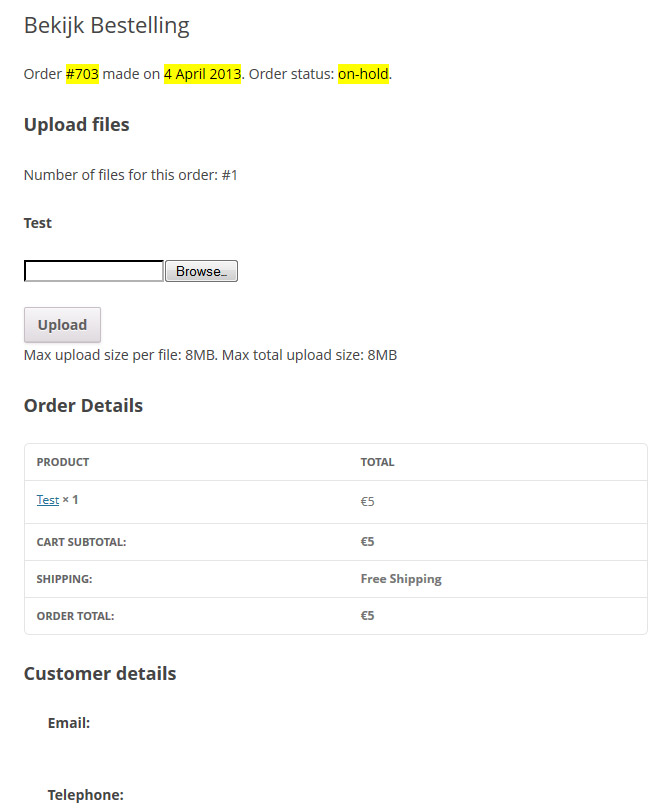 Bekijk Bestelling
Order #703 made on 4 April 2013. Order status: on-hold.
Upload files
Number of files for this order: #1
Test
Browse..
Upload
Max upload size per file: 8MB. Max total upload size: 8MB
Order Details
PRODUCT TOTAL
Test × 1 €5
CART SUBTOTAL: €5
SHIPPING: Free Shipping
ORDER TOTAL: €5
Customer details
Email:
Telephone: